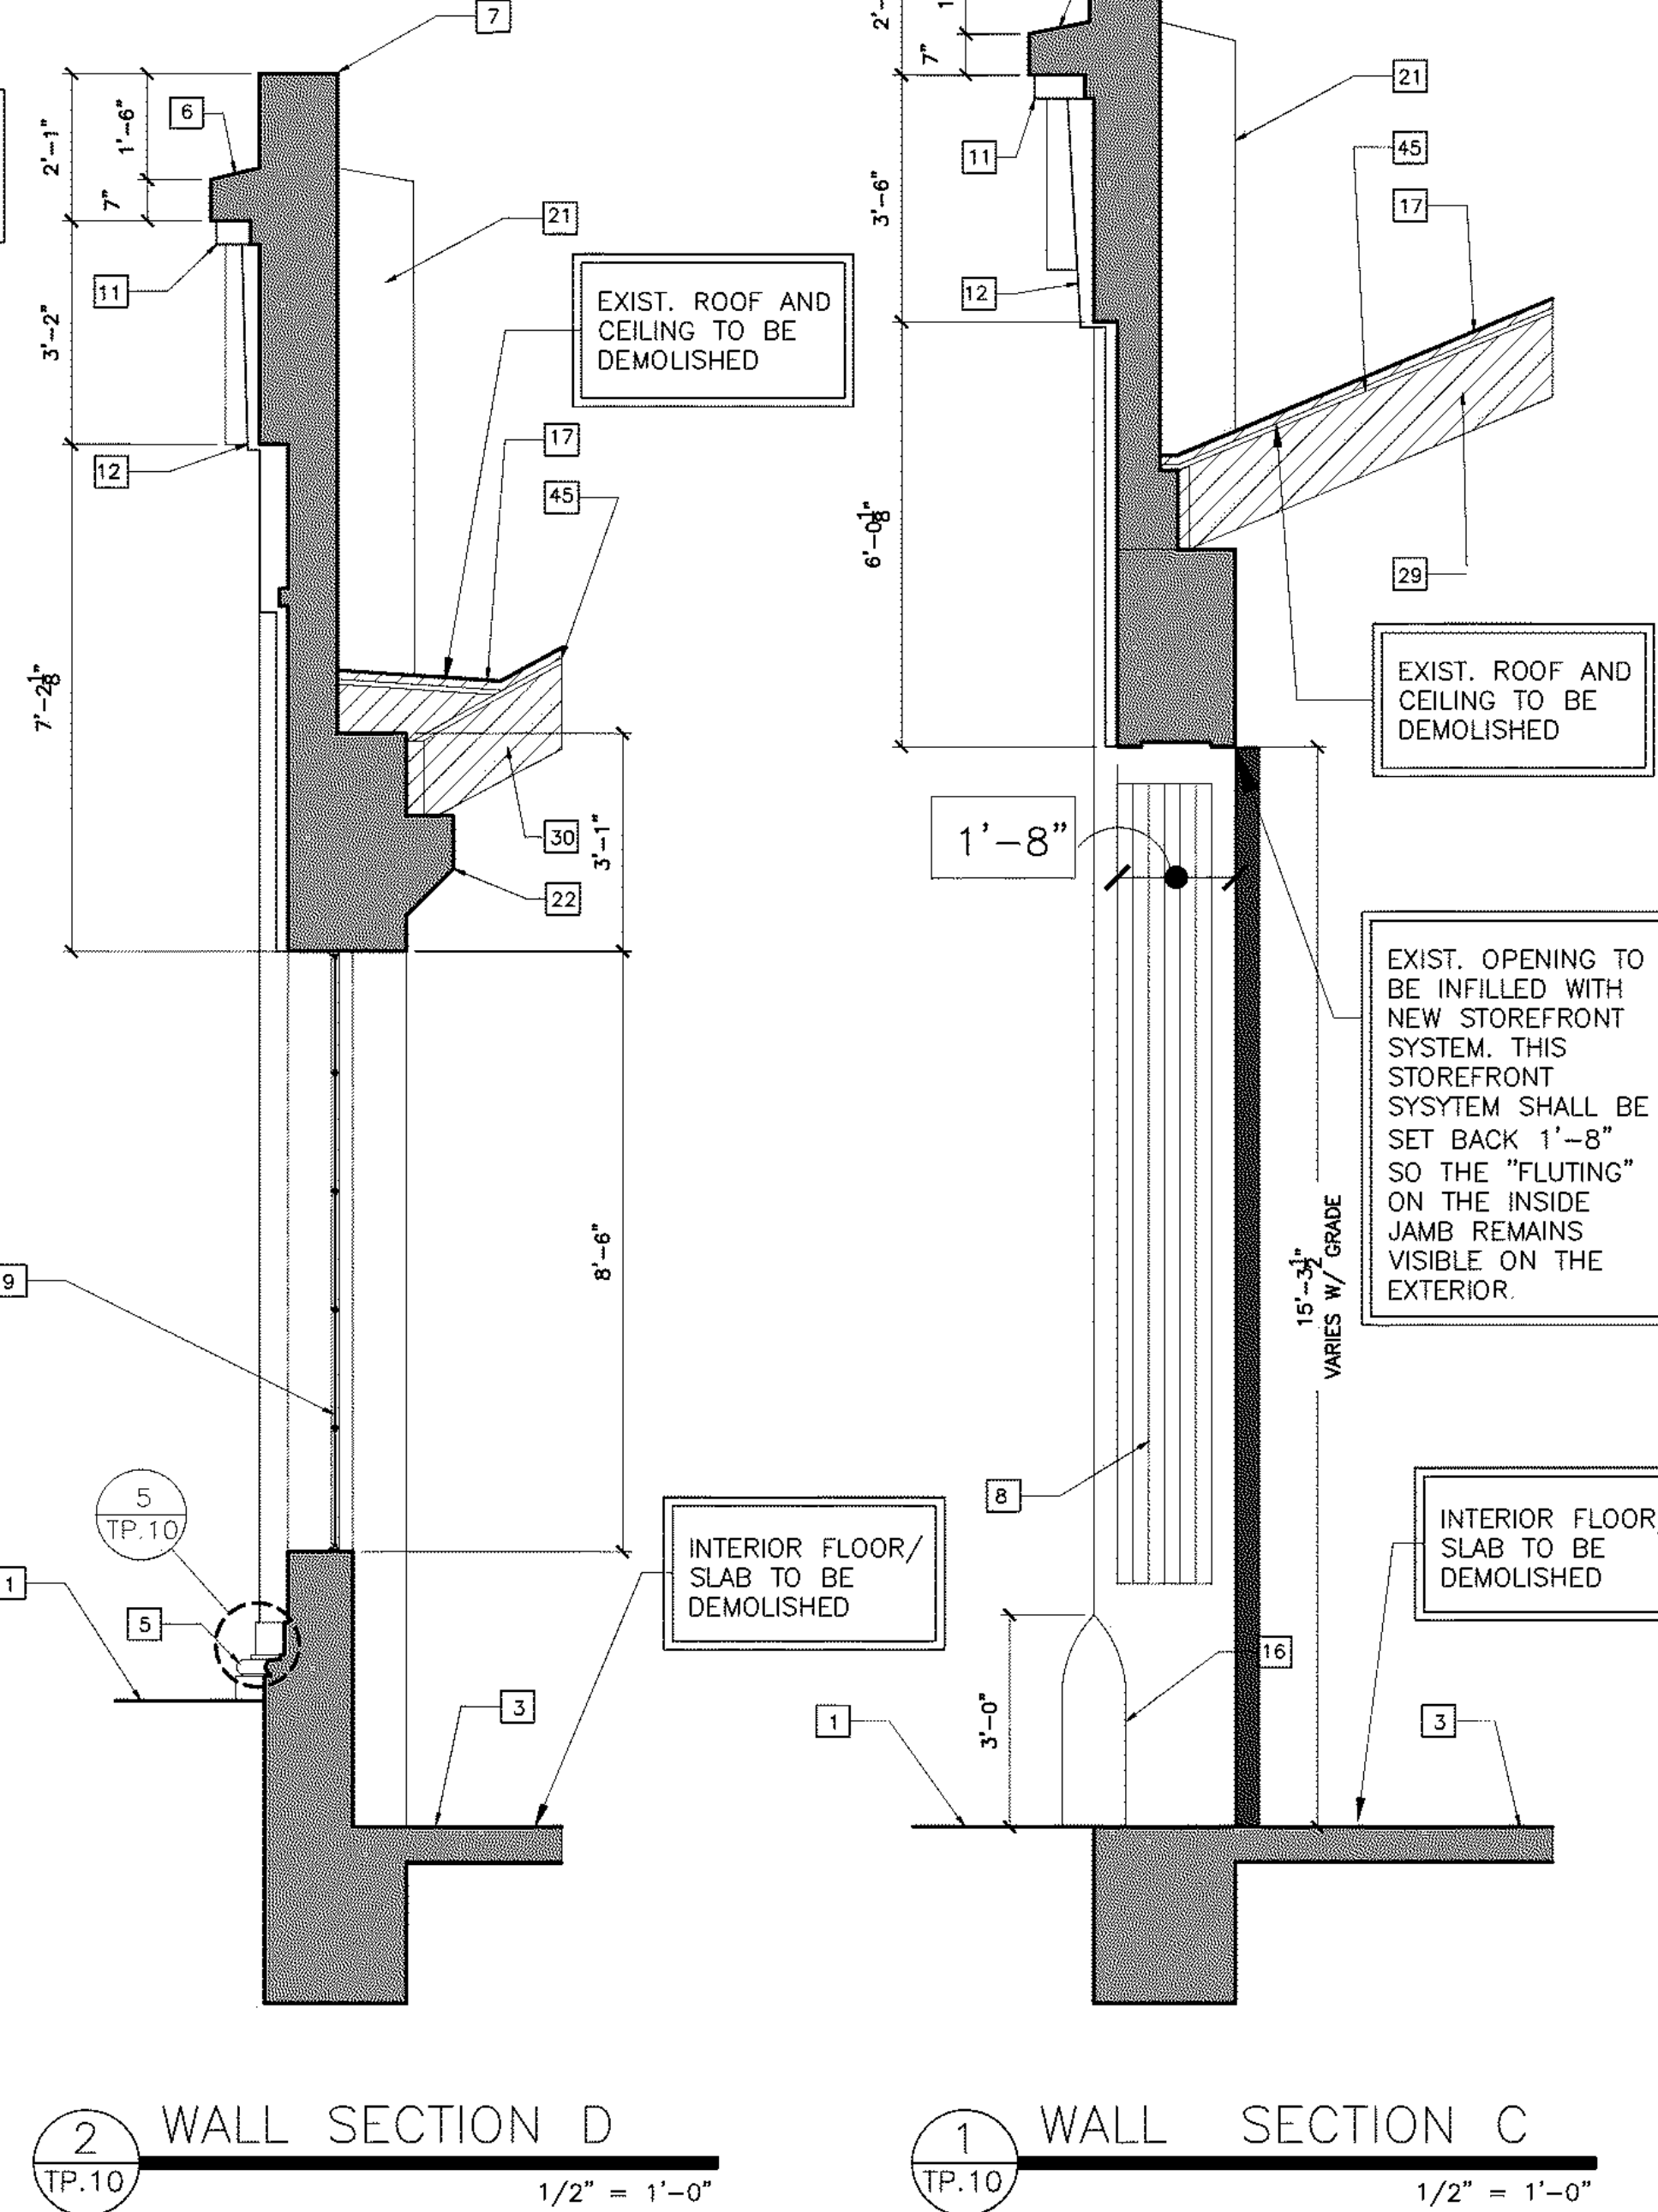 7
6
2'-1"
1'-6"
7"
21
11
3'-2"
12
EXIST. ROOF AND
CEILING TO BE
DEMOLISHED
17
45
7'-2 1/8"
30
3'-1"
22
9
8'-6"
5
TP.10
1
5
INTERIOR FLOOR/
SLAB TO BE
DEMOLISHED
3
2
TP.10
WALL SECTION D
1/2" = 1'-0"
7"
21
11
45
3'-6"
17
12
6'-0 1/8"
29
EXIST. ROOF AND
CEILING TO BE
DEMOLISHED
1'-8"
EXIST. OPENING TO
BE INFILLED WITH
NEW STOREFRONT
SYSTEM. THIS
STOREFRONT
SYSYTEM SHALL BE
SET BACK 1'-8"
SO THE "FLUTING"
ON THE INSIDE
JAMB REMAINS
VISIBLE ON THE
EXTERIOR.
15'-3 1/2"
VARIES W/ GRADE
8
INTERIOR FLOOR/
SLAB TO BE
DEMOLISHED
16
3'-0"
1
3
1
TP.10
WALL SECTION C
1/2" = 1'-0"